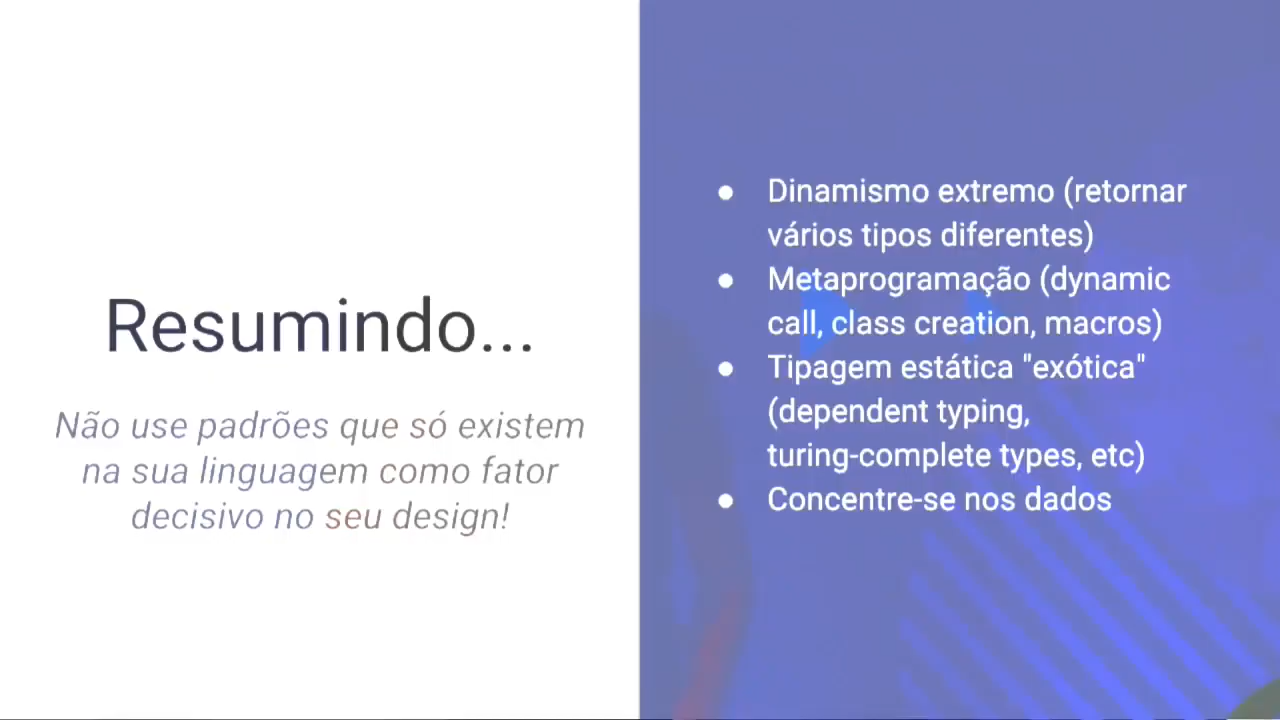 Resumindo...
Não use padrões que só existem
na sua linguagem como fator
decisivo no seu design!
● Dinamismo extremo (retornar
vários tipos diferentes)
● Metaprogramação (dynamic
call, class creation, macros)
● Tipagem estática "exótica"
(dependent typing,
turing-complete types, etc)
● Concentre-se nos dados